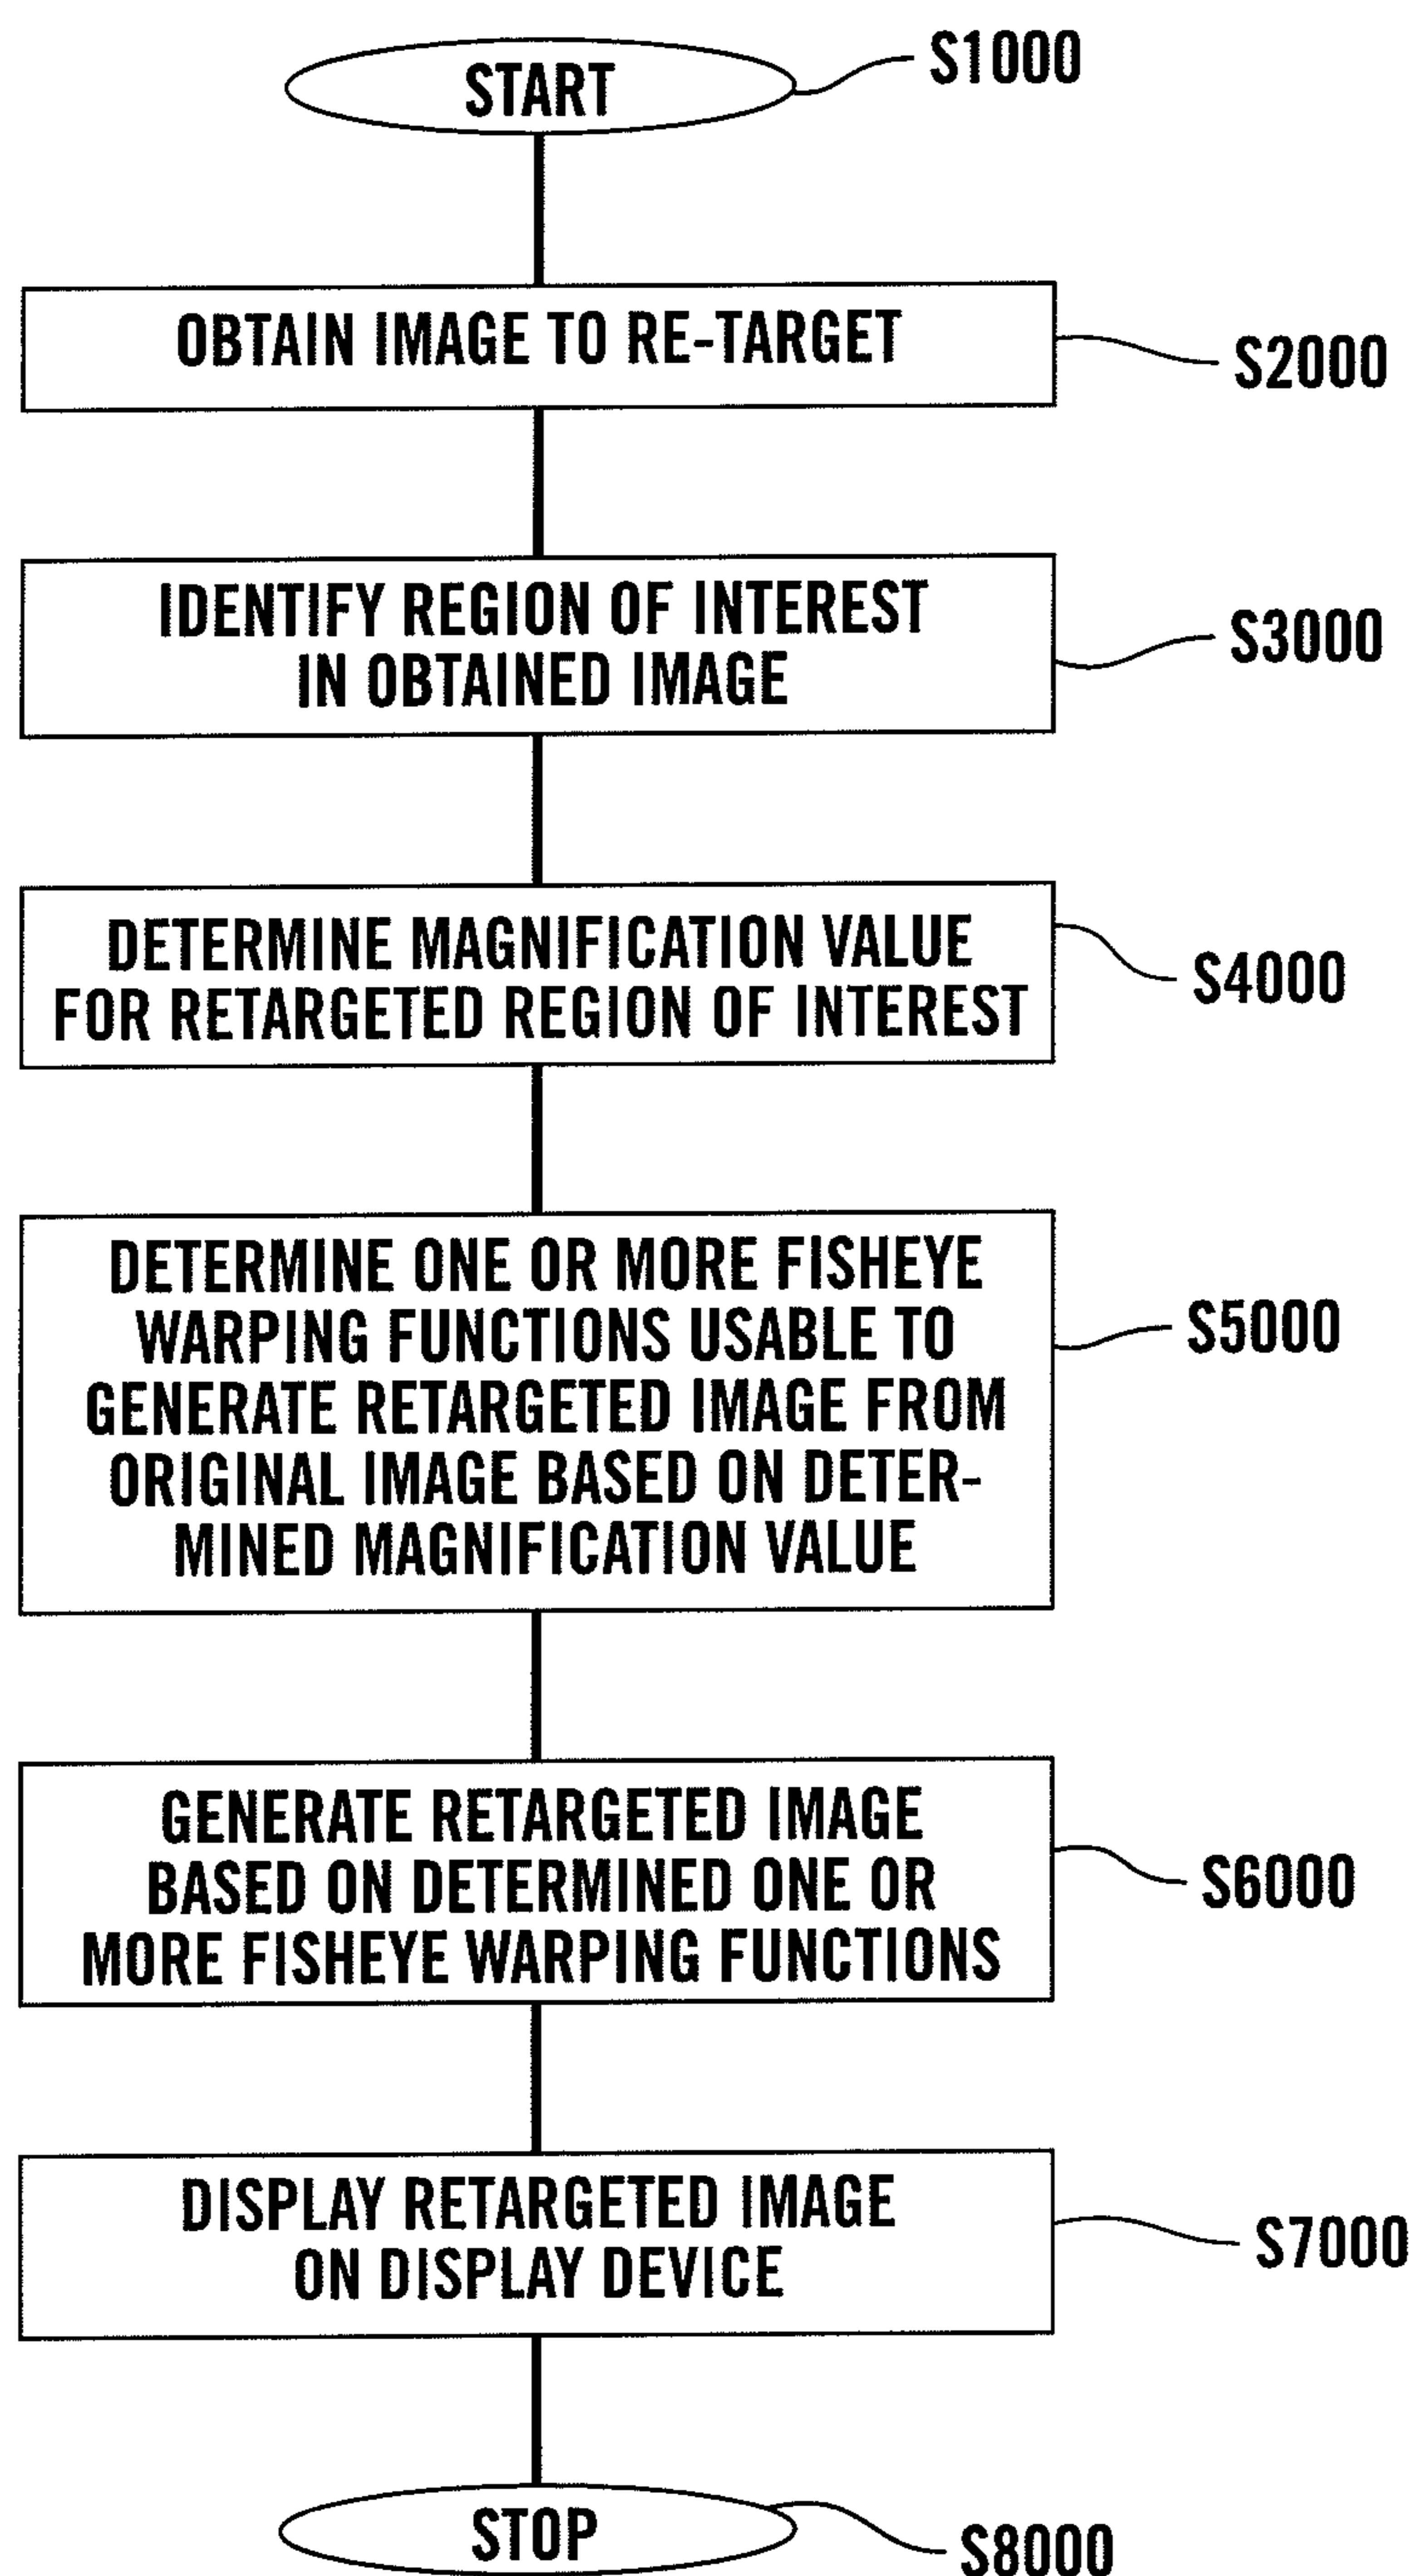 START
S1000
OBTAIN IMAGE TO RE-TARGET
S2000
IDENTIFY REGION OF INTEREST
IN OBTAINED IMAGE
S3000
DETERMINE MAGNIFICATION VALUE
FOR RETARGETED REGION OF INTEREST
S4000
DETERMINE ONE OR MORE FISHEYE
WARPING FUNCTIONS USABLE TO
GENERATE RETARGETED IMAGE FROM
ORIGINAL IMAGE BASED ON DETER-
MINED MAGNIFICATION VALUE
S5000
GENERATE RETARGETED IMAGE
BASED ON DETERMINED ONE OR
MORE FISHEYE WARPING FUNCTIONS
S6000
DISPLAY RETARGETED IMAGE
ON DISPLAY DEVICE
S7000
STOP
S8000